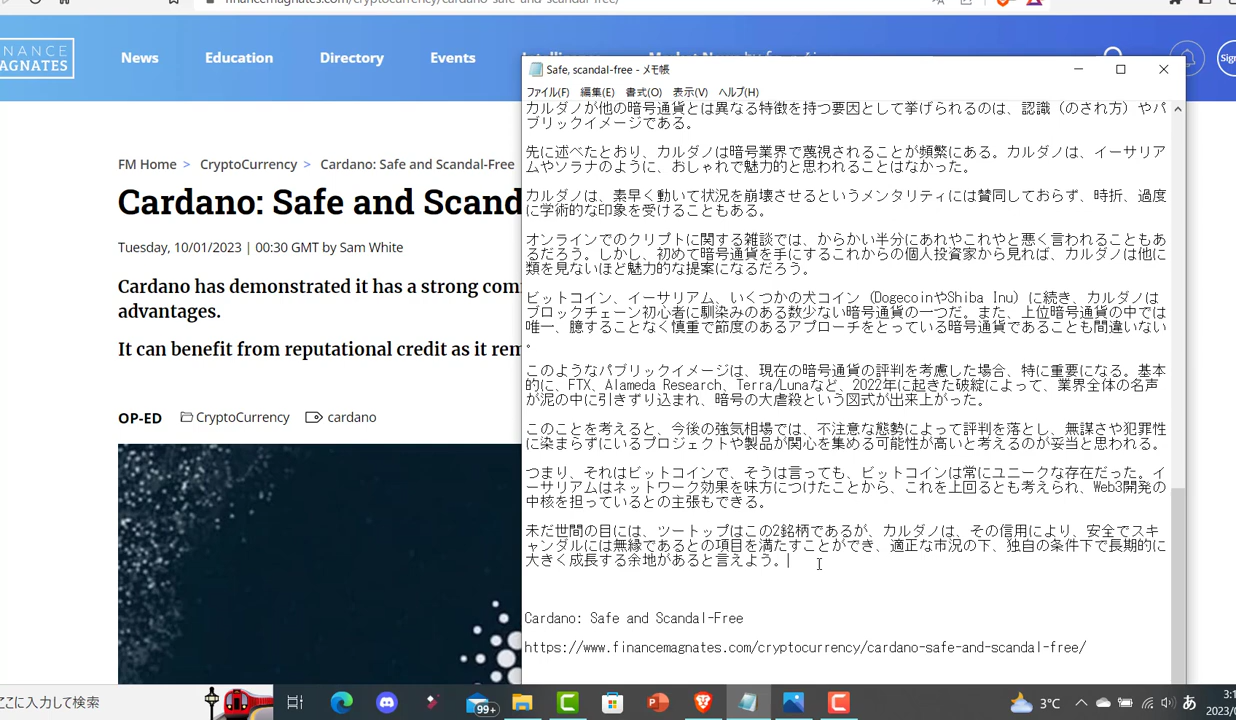 financemagnates.com/cryptocurrency/cardano-safe-and-scandal-free/
FINANCE
MAGNATES
News
Education
Directory
Events
FM Home > CryptoCurrency > Cardano: Safe and Scandal-Free
Cardano: Safe and Scand
Tuesday, 10/01/2023 | 00:30 GMT by Sam White
Cardano has demonstrated it has a strong com
advantages.
It can benefit from reputational credit as it rem
OP-ED CryptoCurrency cardano
Safe, scandal-free - メモ帳
ファイル(F) 編集(E) 書式(O) 表示(V) ヘルプ(H)
カルダノが他の暗号通貨とは異なる特徴を持つ要因として挙げられるのは、認識（のされ方）やパ
ブリックイメージである。
先に述べたとおり、カルダノは暗号業界で蔑視されることが頻繁にある。カルダノは、イーサリア
ムやソラナのように、おしゃれで魅力的と思われることはなかった。
カルダノは、素早く動いて状況を崩壊させるというメンタリティには賛同しておらず、時折、過度
に学術的な印象を受けることもある。
オンラインでのクリプトに関する雑談では、からかい半分にあれやこれやと悪く言われることもあ
るだろう。しかし、初めて暗号通貨を手にするこれからの個人投資家から見れば、カルダノは他に
類を見ないほど魅力的な提案になるだろう。
ビットコイン、イーサリアム、いくつかの犬コイン（DogecoinやShiba Inu）に続き、カルダノは
ブロックチェーン初心者に馴染みのある数少ない暗号通貨の一つだ。また、上位暗号通貨の中では
唯一、臆することなく慎重で節度のあるアプローチをとっている暗号通貨であることも間違いない
。
このようなパブリックイメージは、現在の暗号通貨の評判を考慮した場合、特に重要になる。基本
的に、FTX、Alameda Research、Terra/Lunaなど、2022年に起きた破綻によって、業界全体の名声
が泥の中に引きずり込まれ、暗号の大虐殺という図式が出来上がった。
このことを考えると、今後の強気相場では、不注意な態勢によって評判を落とし、無謀さや犯罪性
に染まらずにいるプロジェクトや製品が関心を集める可能性が高いと考えるのが妥当と思われる。
つまり、それはビットコインで、そうは言っても、ビットコインは常にユニークな存在だった。イ
ーサリアムはネットワーク効果を味方につけたことから、これを上回るとも考えられ、Web3開発の
中核を担っているとの主張もできる。
未だ世間の目には、ツートップはこの2銘柄であるが、カルダノは、その信用により、安全でスキ
ャンダルには無縁であるとの項目を満たすことができ、適正な市況の下、独自の条件下で長期的に
大きく成長する余地があると言えよう。
Cardano: Safe and Scandal-Free
https://www.financemagnates.com/cryptocurrency/cardano-safe-and-scandal-free/
ここに入力して検索
99+
3℃
あ